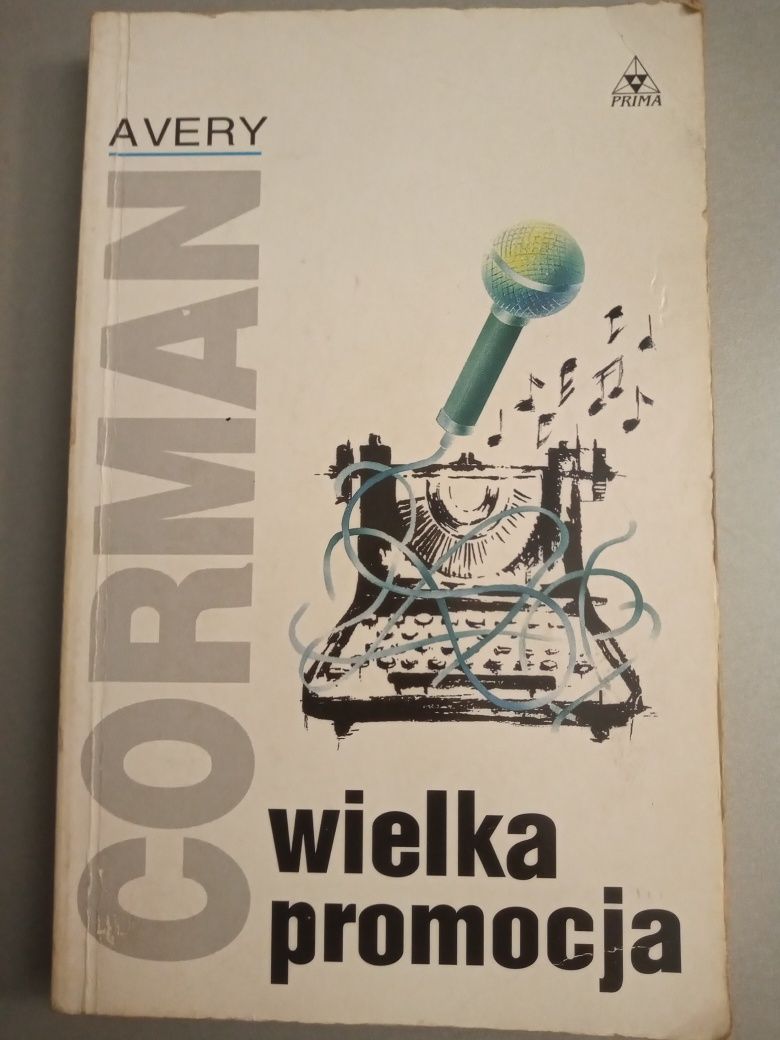 PRIMA
AVERY
CORMAN
wielka
promocja